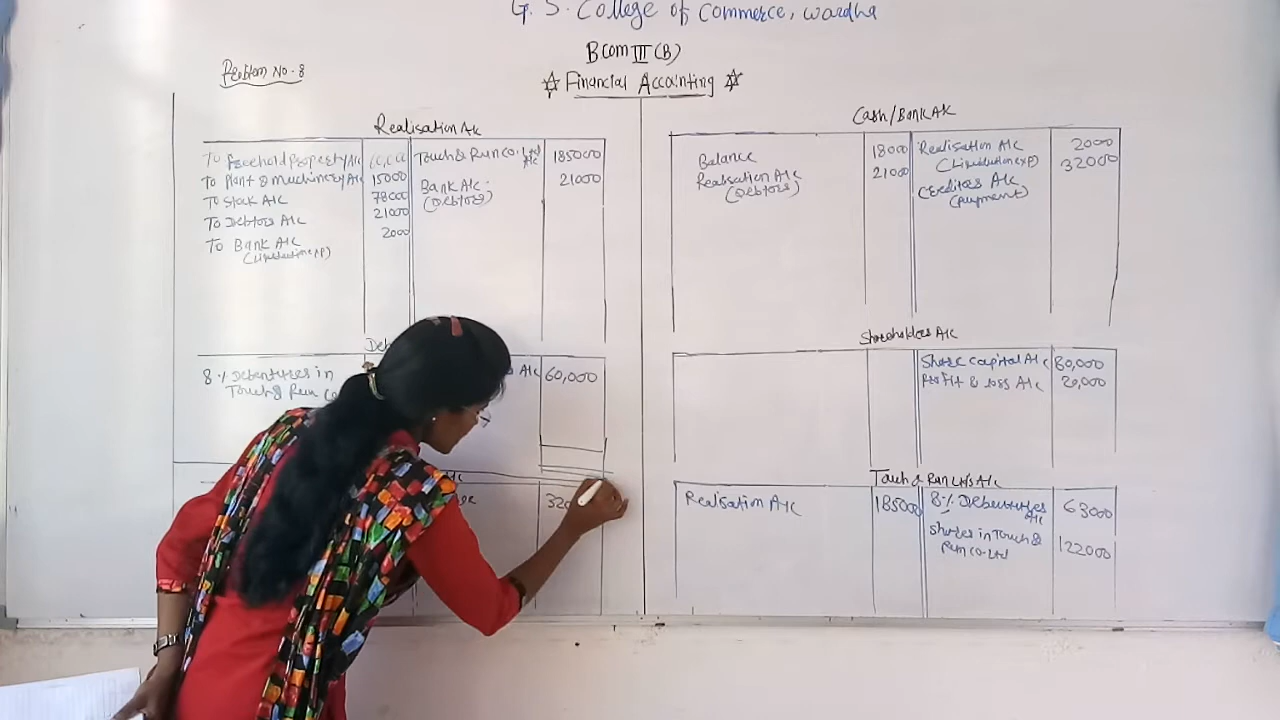 G. S. College of Commerce, Wardha
BCom III (B)
Problem No. 8
☆ Financial Accounting ☆
Realisation A/c
To Freehold Property A/c
To Plant & Machinery A/c 15000
To Stock A/c 78000
To Debtors A/c 21000
To Bank A/c 2000
(Liquidation exp)
Touch & Run Co. Ltd A/c 185000
Bank A/c 21000
(Debtors)
Cash/Bank A/c
Balance 18000
Realisation A/c 21000
(Debtors)
Realisation A/c 2000
(Liquidation exp) 32000
Creditors A/c
(Payment)
8 % Debentures in
Touch & Run Co
A/c 60,000
Shareholders A/c
Share Capital A/c 80,000
Profit & Loss A/c 20,000
A/c
Touch & Run Ltd's A/c
Realisation A/c 185000
8 % Debentures A/c 63000
Shares in Touch &
Run Co. Ltd 122000